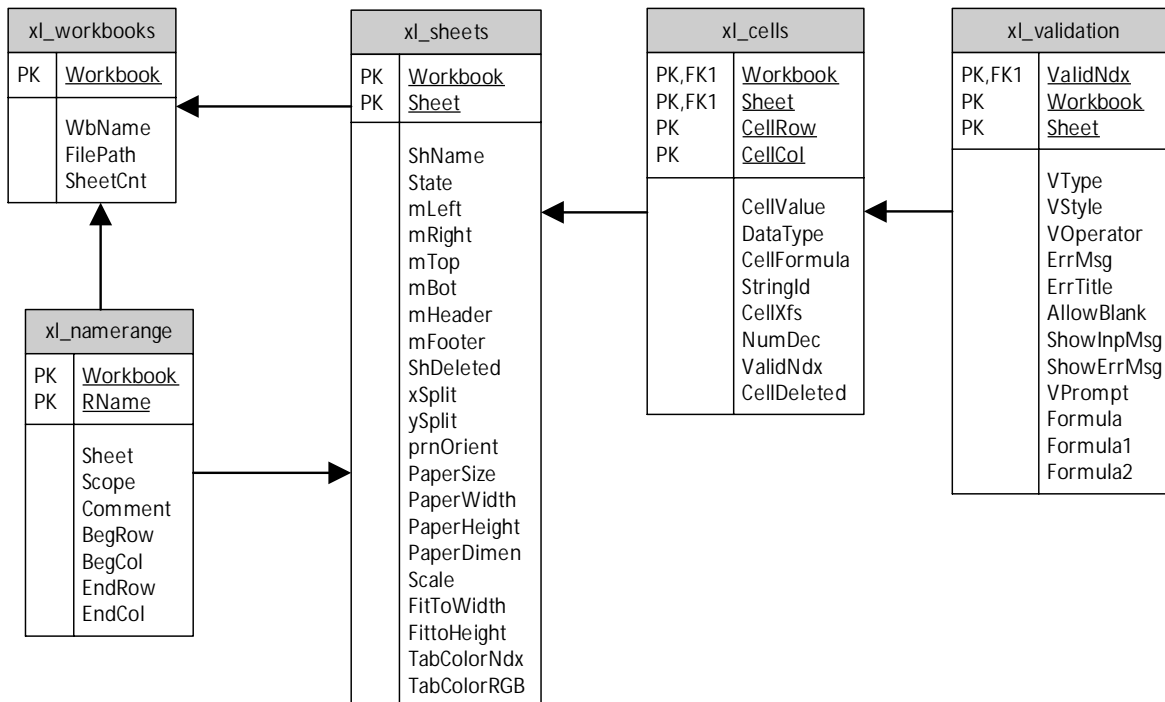 xl_workbooks
PK Workbook
WbName
FilePath
SheetCnt
xl_sheets
PK Workbook
PK Sheet
ShName
State
mLeft
mRight
mTop
mBot
mHeader
mFooter
ShDeleted
xSplit
ySplit
prnOrient
PaperSize
PaperWidth
PaperHeight
PaperDimen
Scale
FitToWidth
FittoHeight
TabColorNdx
TabColorRGB
xl_cells
PK,FK1 Workbook
PK,FK1 Sheet
PK CellRow
PK CellCol
CellValue
DataType
CellFormula
StringId
CellXfs
NumDec
ValidNdx
CellDeleted
xl_validation
PK,FK1 ValidNdx
PK Workbook
PK Sheet
VType
VStyle
VOperator
ErrMsg
ErrTitle
AllowBlank
ShowInpMsg
ShowErrMsg
VPrompt
Formula
Formula1
Formula2
xl_namerange
PK Workbook
PK RName
Sheet
Scope
Comment
BegRow
BegCol
EndRow
EndCol